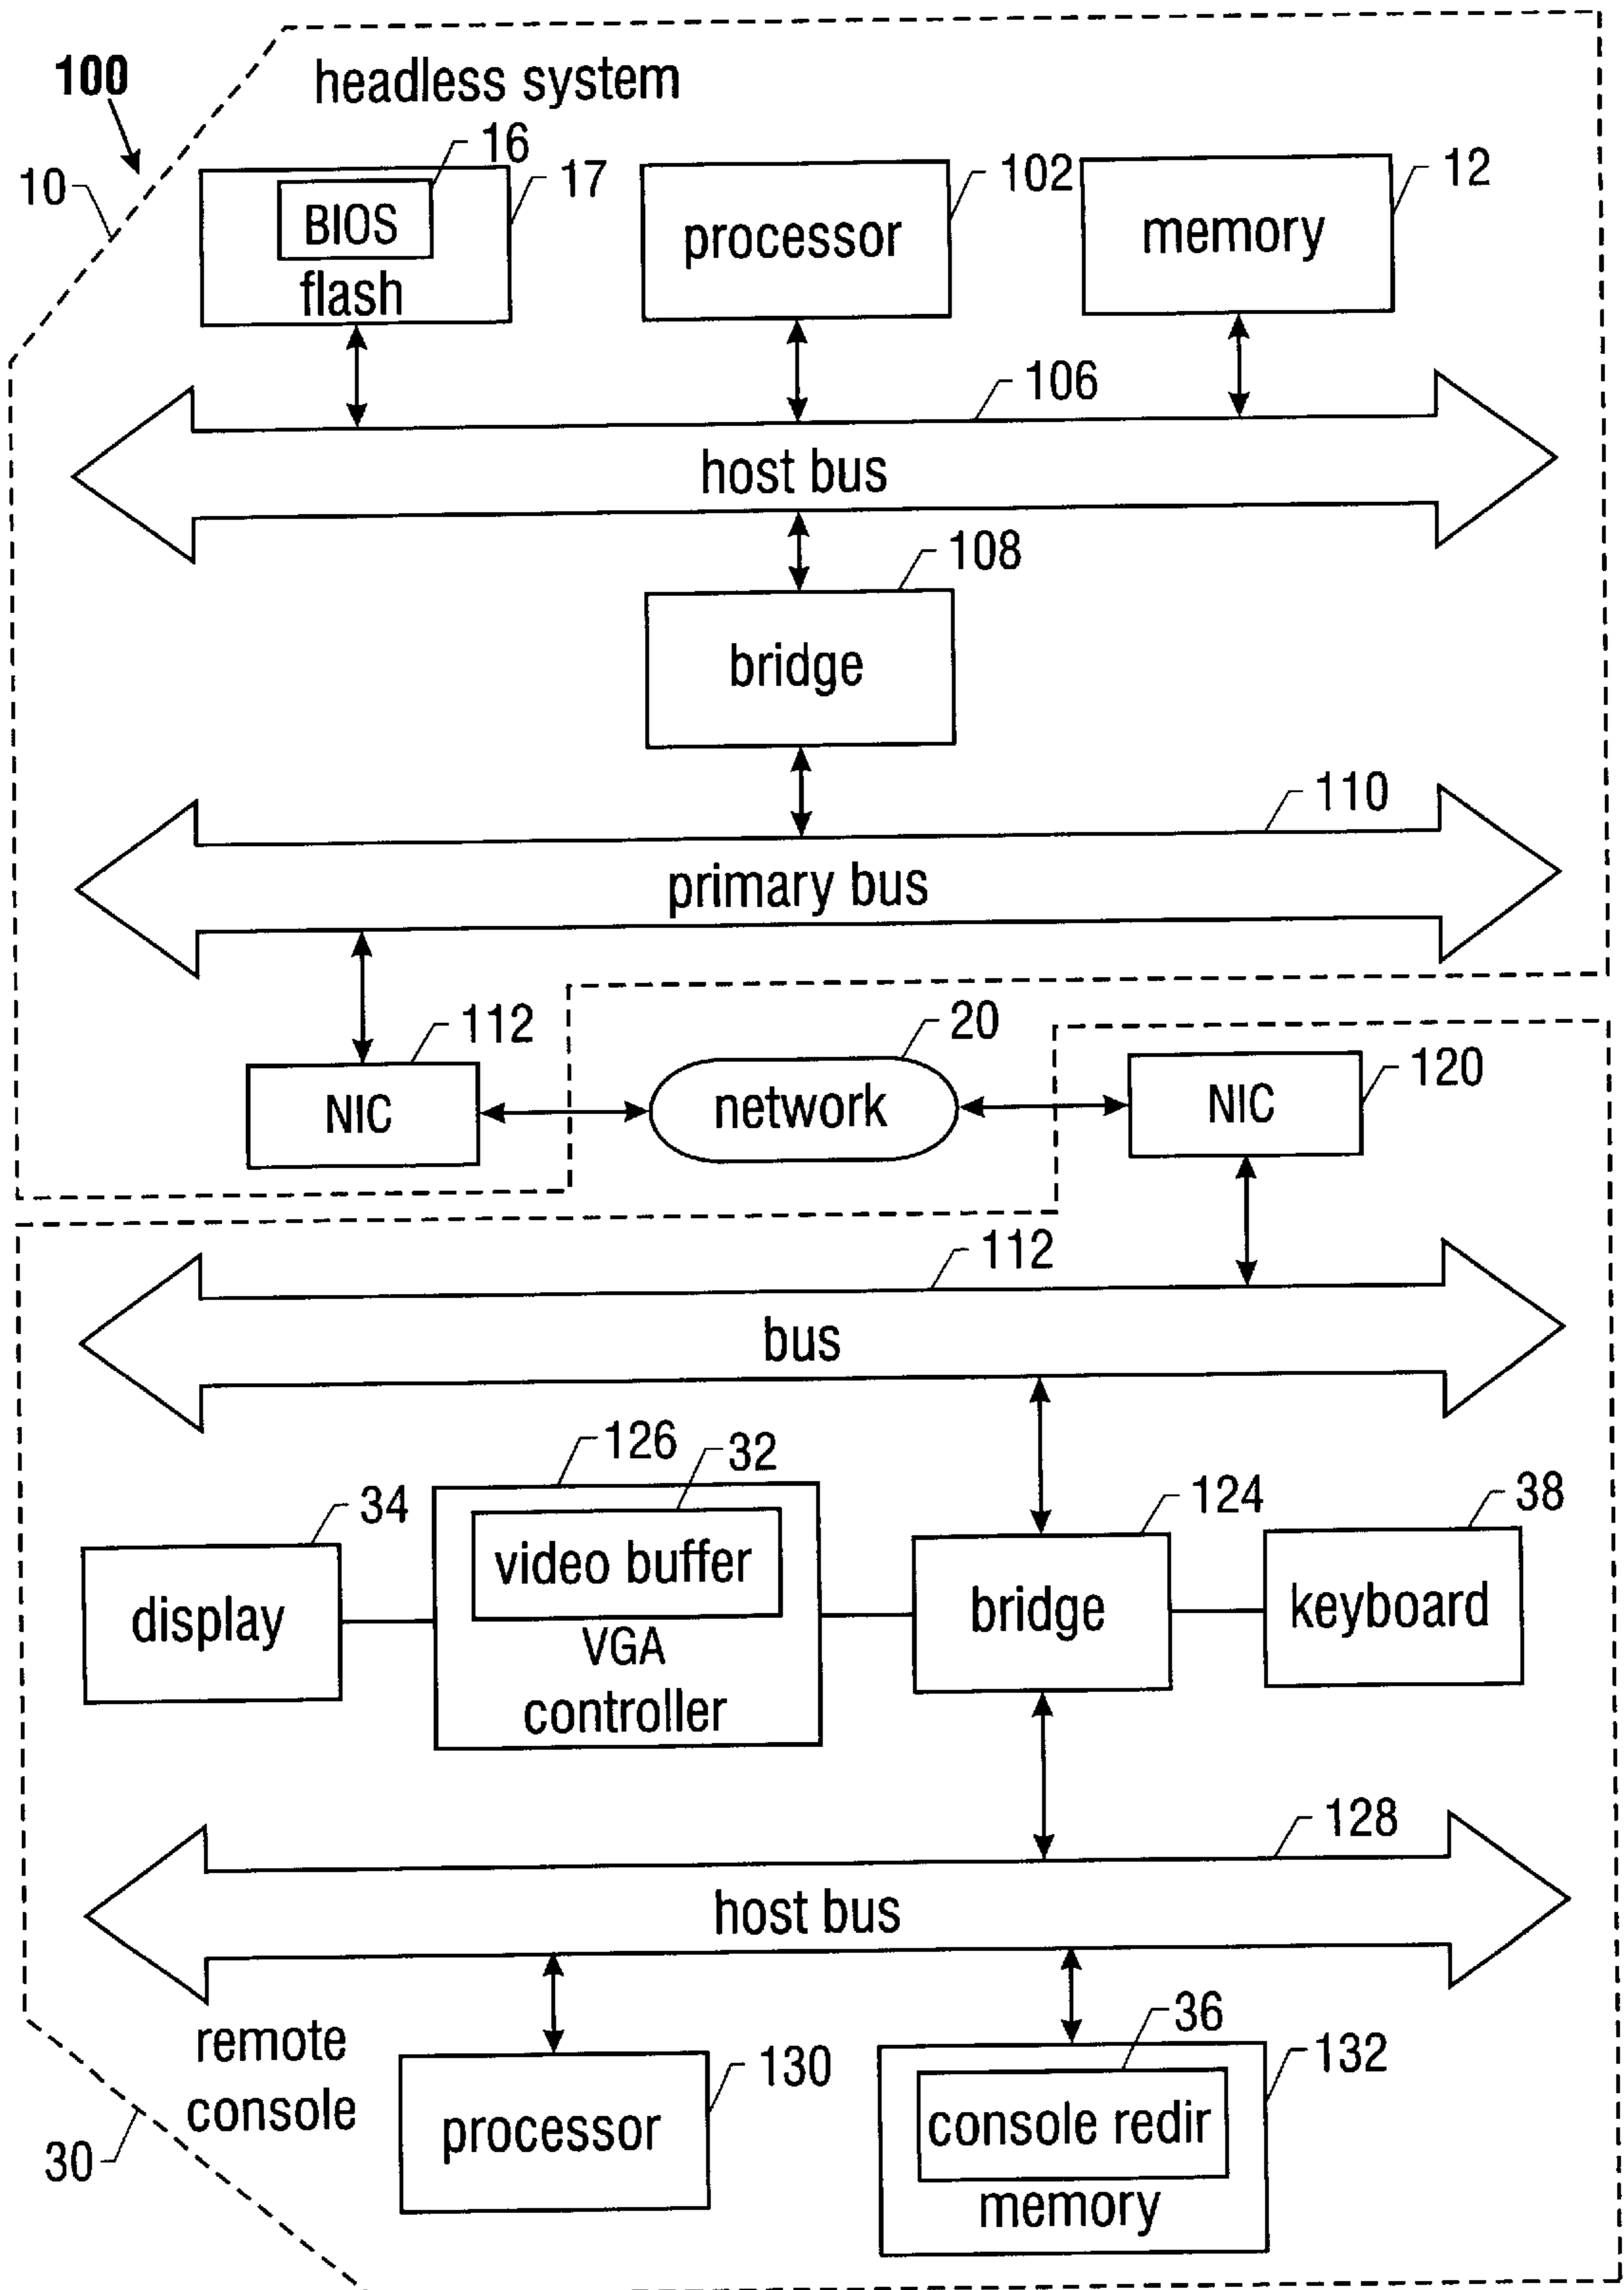 100
headless system
10
16
17
102
12
BIOS
flash
processor
memory
106
host bus
108
bridge
110
primary bus
112
20
120
NIC
network
NIC
112
bus
126
32
34
124
38
video buffer
display
VGA
controller
bridge
keyboard
128
host bus
remote
console
36
130
132
processor
console redir
memory
30